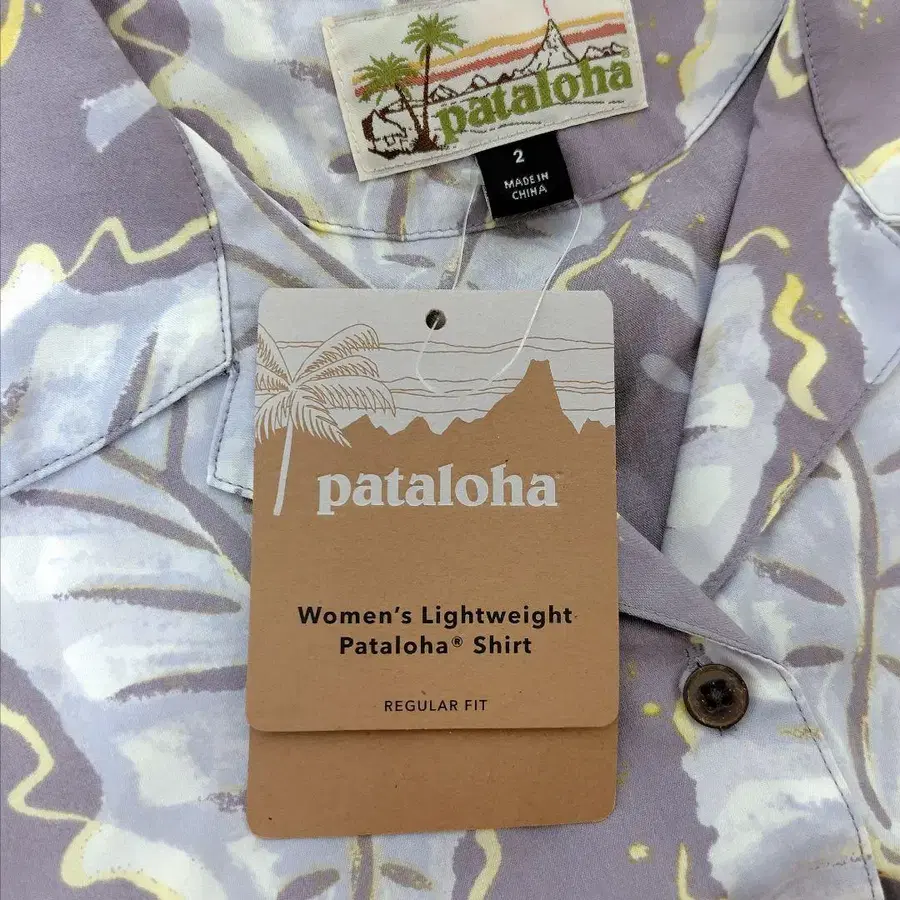 pataloha
2
MADE IN
CHINA
pataloha
Women's Lightweight
Pataloha® Shirt
REGULAR FIT